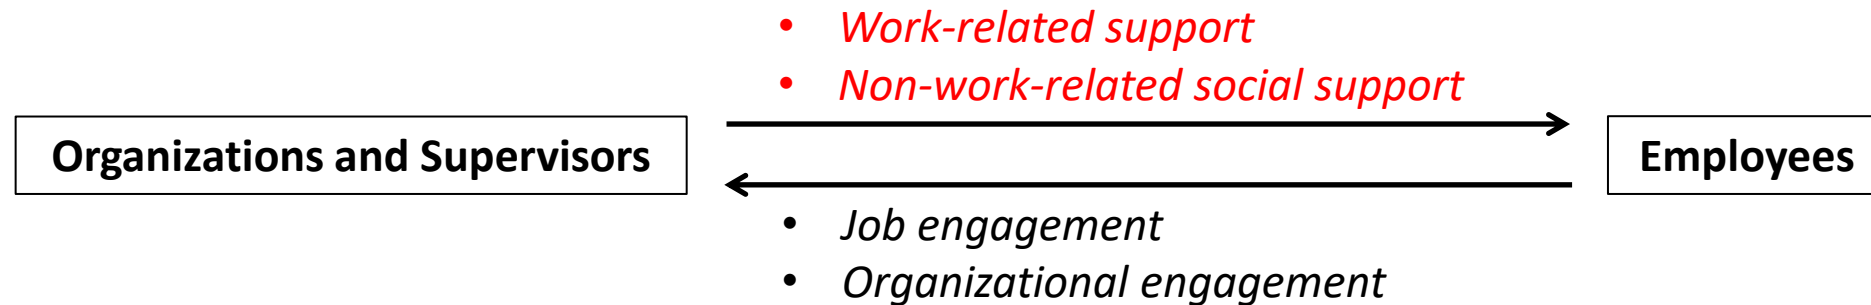 • Work-related support
• Non-work-related social support
Organizations and Supervisors
Employees
• Job engagement
• Organizational engagement